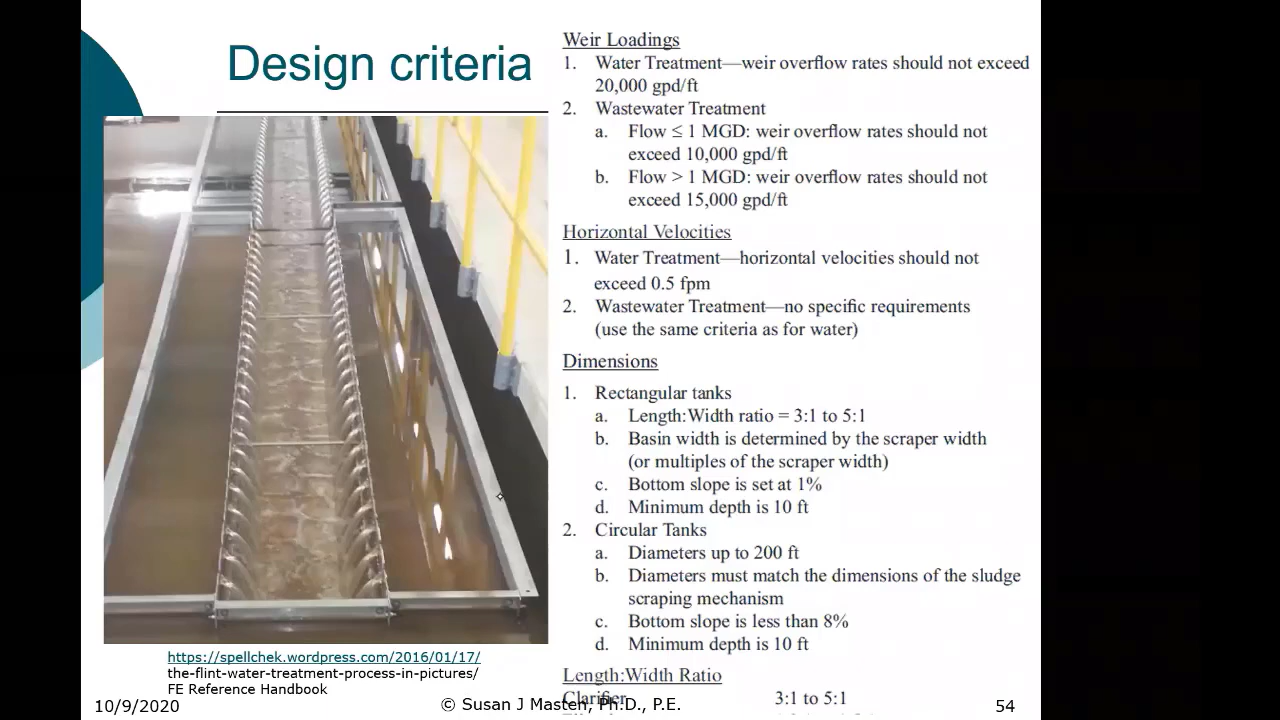 Design criteria
Weir Loadings
1. Water Treatment—weir overflow rates should not exceed
20,000 gpd/ft
2. Wastewater Treatment
a. Flow ≤ 1 MGD: weir overflow rates should not
exceed 10,000 gpd/ft
b. Flow > 1 MGD: weir overflow rates should not
exceed 15,000 gpd/ft
Horizontal Velocities
1. Water Treatment—horizontal velocities should not
exceed 0.5 fpm
2. Wastewater Treatment—no specific requirements
(use the same criteria as for water)
Dimensions
1. Rectangular tanks
a. Length:Width ratio = 3:1 to 5:1
b. Basin width is determined by the scraper width
(or multiples of the scraper width)
c. Bottom slope is set at 1%
d. Minimum depth is 10 ft
2. Circular Tanks
a. Diameters up to 200 ft
b. Diameters must match the dimensions of the sludge
scraping mechanism
c. Bottom slope is less than 8%
d. Minimum depth is 10 ft
Length:Width Ratio
Clarifier 3:1 to 5:1
https://spellchek.wordpress.com/2016/01/17/
the-flint-water-treatment-process-in-pictures/
FE Reference Handbook
10/9/2020
© Susan J Masten, Ph.D., P.E.
54